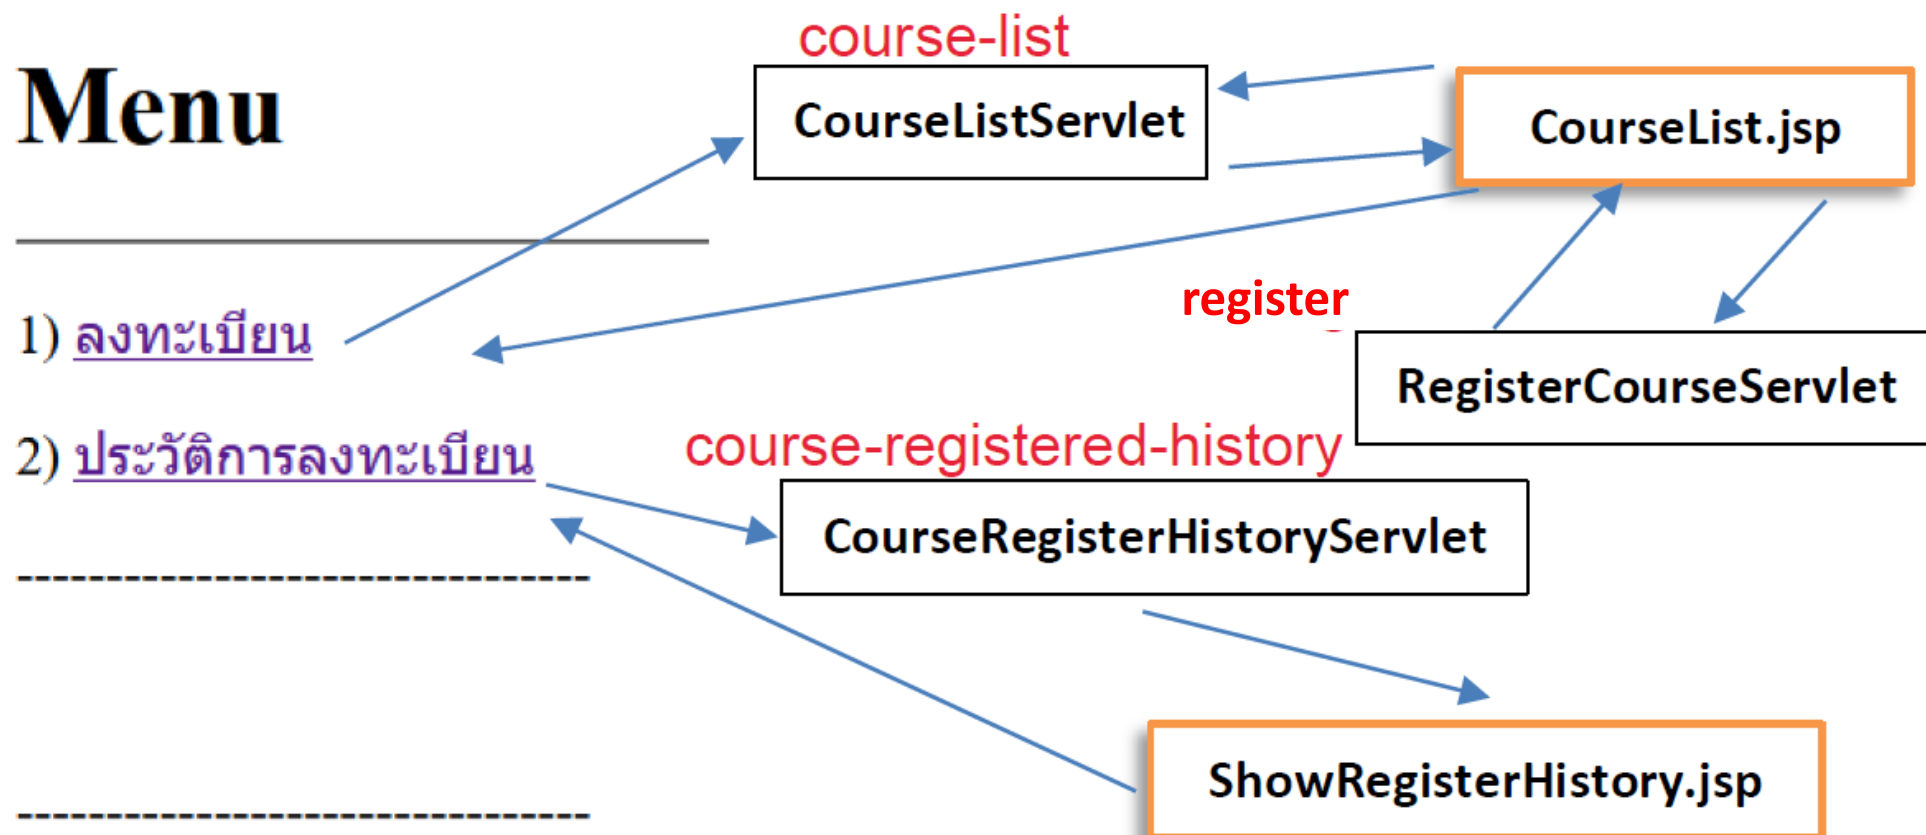 course-list
Menu
CourseListServlet
CourseList.jsp
register
1) ลงทะเบียน
RegisterCourseServlet
2) ประวัติการลงทะเบียน
course-registered-history
CourseRegisterHistoryServlet
--------------------------------
ShowRegisterHistory.jsp
--------------------------------